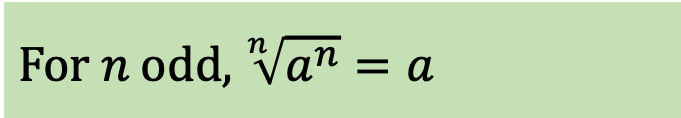 For n odd, ⁿ√aⁿ = a